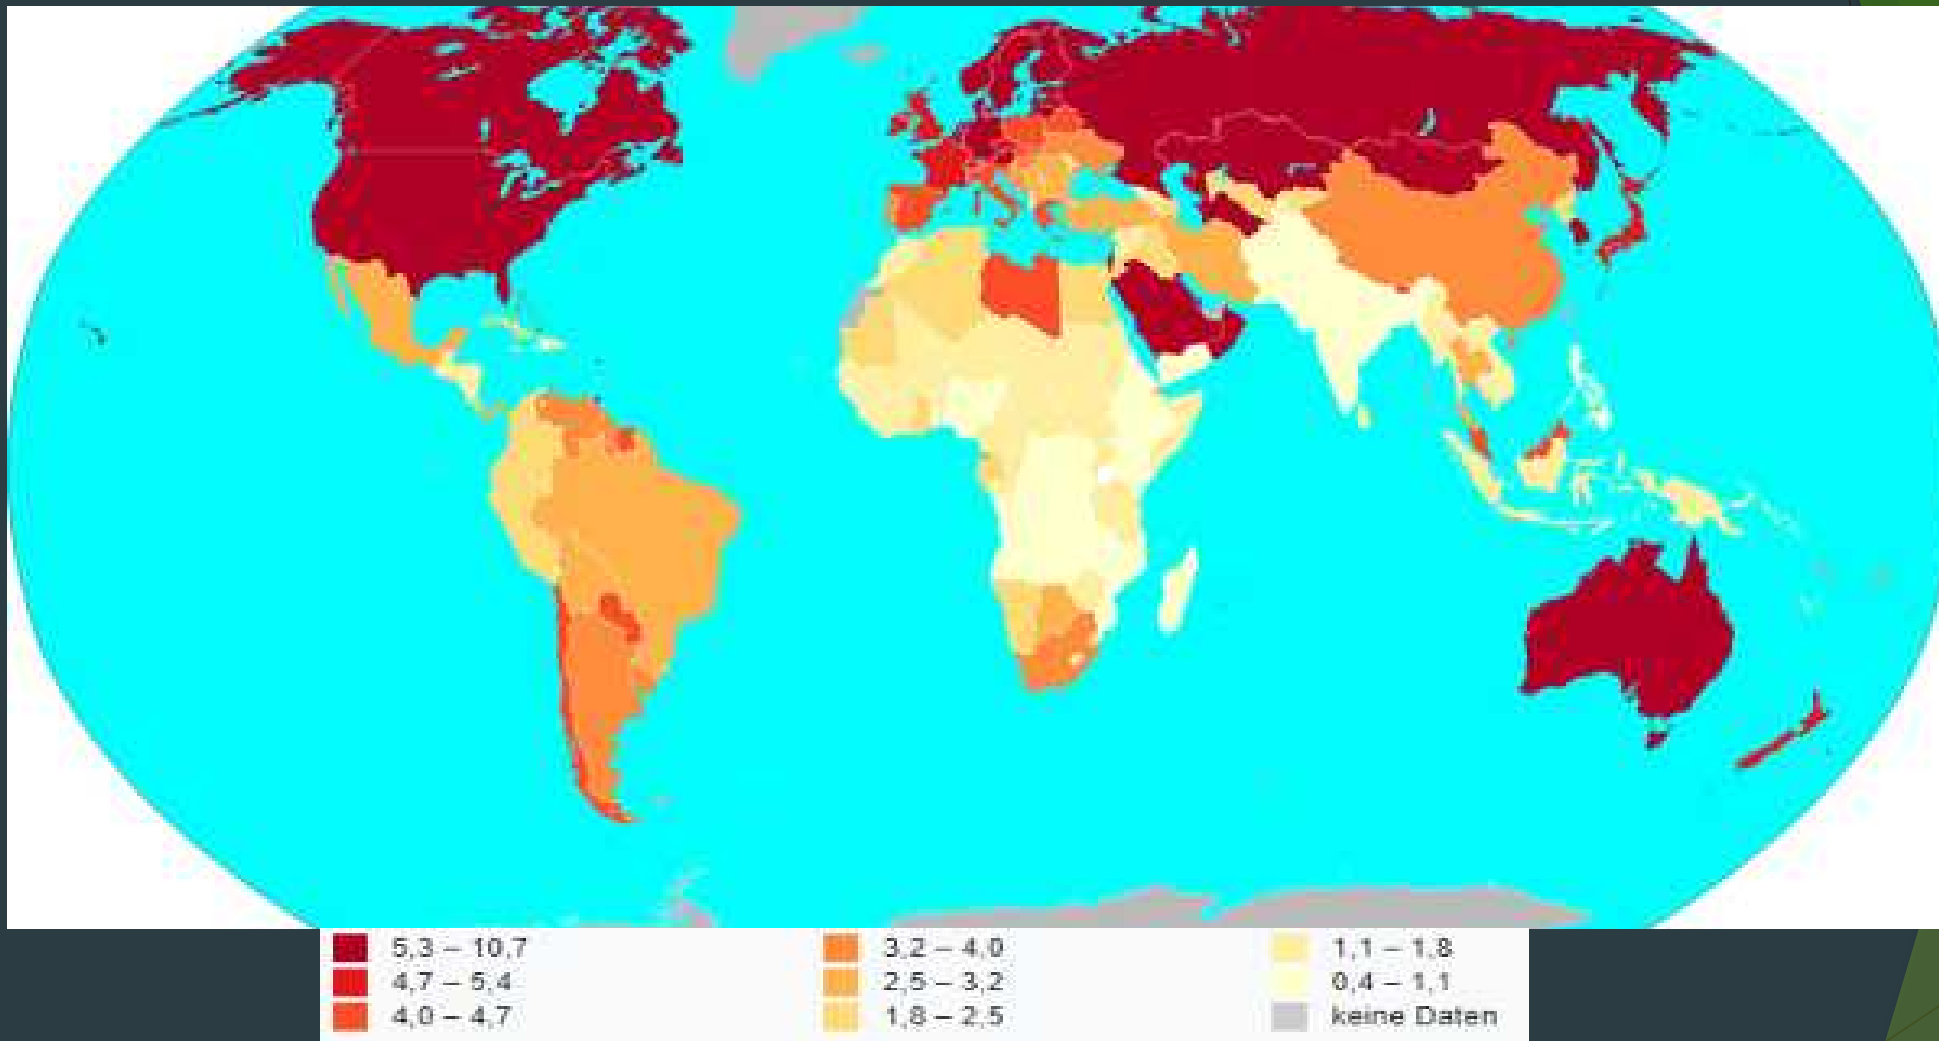 5,3 – 10,7
4,7 – 5,4
4,0 – 4,7
3,2 – 4,0
2,5 – 3,2
1,8 – 2,5
1,1 – 1,8
0,4 – 1,1
keine Daten